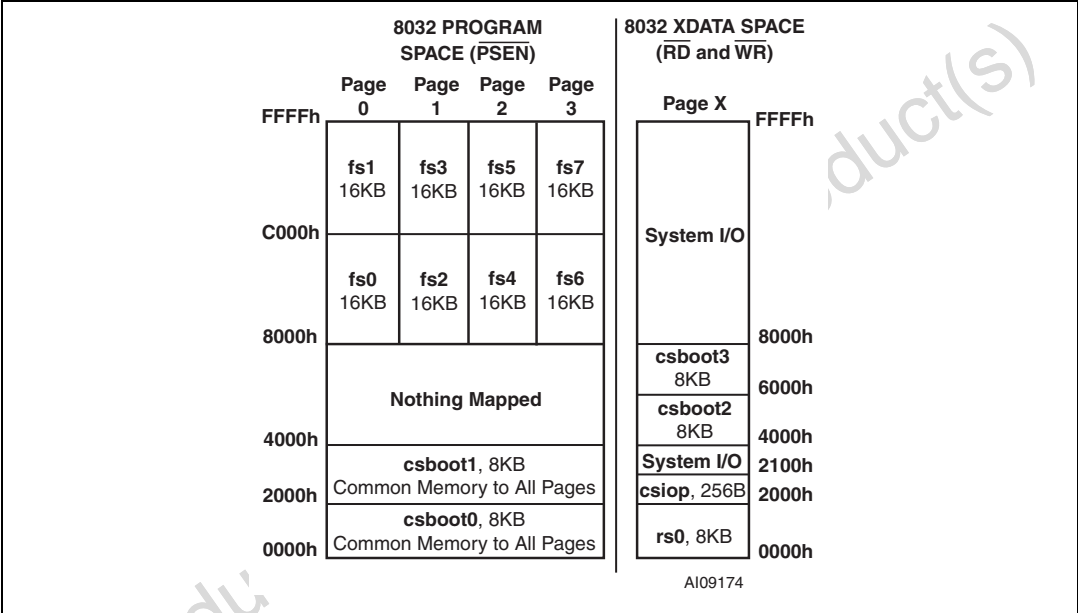 8032 PROGRAM
SPACE (PSEN)
Page Page Page Page
0 1 2 3
FFFFh
fs1 fs3 fs5 fs7
16KB 16KB 16KB 16KB
C000h
fs0 fs2 fs4 fs6
16KB 16KB 16KB 16KB
8000h
Nothing Mapped
4000h
csboot1, 8KB
Common Memory to All Pages
2000h
csboot0, 8KB
Common Memory to All Pages
0000h
8032 XDATA SPACE
(RD and WR)
Page X
FFFFh
System I/O
8000h
csboot3
8KB
6000h
csboot2
8KB
4000h
System I/O
2100h
csiop, 256B
2000h
rs0, 8KB
0000h
AI09174